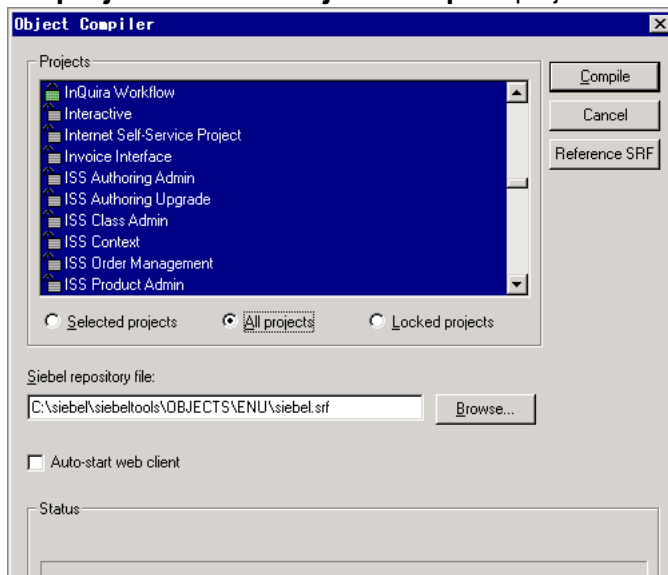 Object Compiler
Projects
InQuira Workflow
Interactive
Internet Self-Service Project
Invoice Interface
ISS Authoring Admin
ISS Authoring Upgrade
ISS Class Admin
ISS Context
ISS Order Management
ISS Product Admin
Selected projects All projects Locked projects
Compile
Cancel
Reference SRF
Siebel repository file:
C:\siebel\siebeltools\OBJECTS\ENU\siebel.srf Browse...
Auto-start web client
Status